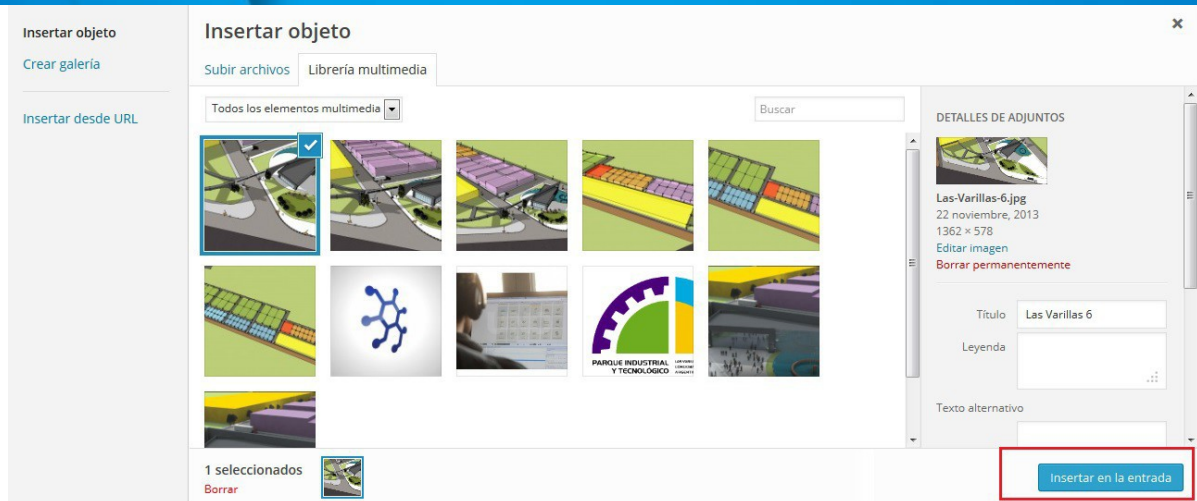 Insertar objeto
Crear galería
Insertar desde URL
Insertar objeto
Subir archivos
Librería multimedia
Todos los elementos multimedia
Buscar
PARQUE INDUSTRIAL
Y TECNOLÓGICO
1 seleccionados
Borrar
DETALLES DE ADJUNTOS
Las-Varillas-6.jpg
22 noviembre, 2013
1362 × 578
Editar imagen
Borrar permanentemente
Título
Las Varillas 6
Leyenda
Texto alternativo
Insertar en la entrada